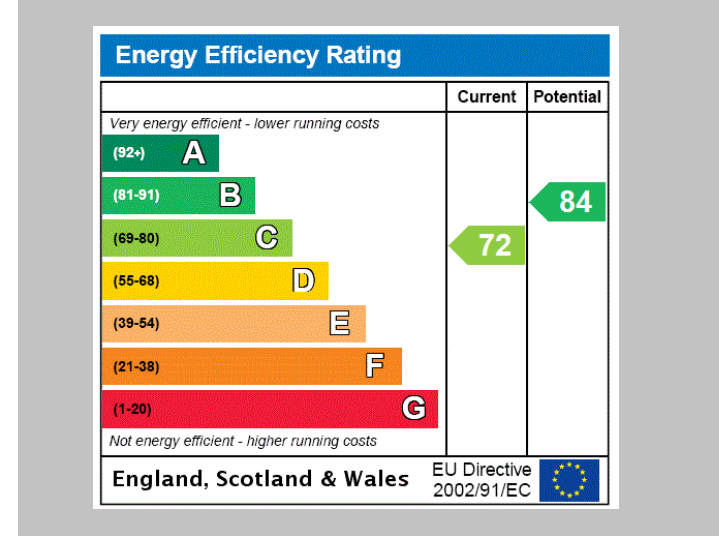 Energy Efficiency Rating
Current Potential
Very energy efficient - lower running costs
(92+) A
(81-91) B
84
(69-80) C
72
(55-68) D
(39-54) E
(21-38) F
(1-20) G
Not energy efficient - higher running costs
England, Scotland & Wales
EU Directive
2002/91/EC